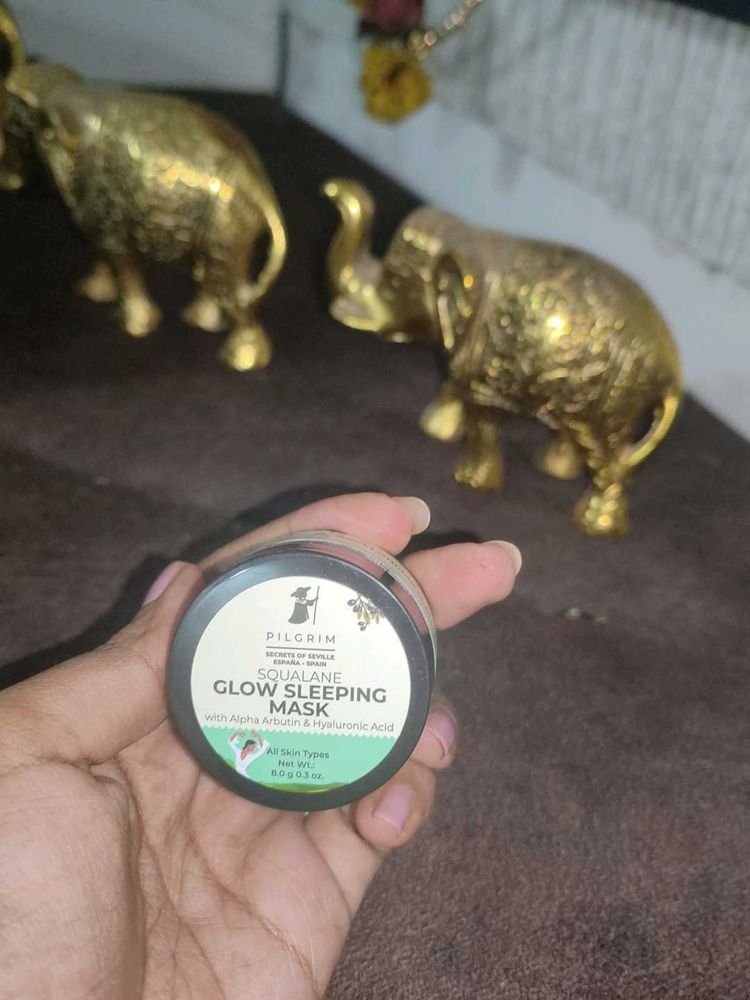 PILGRIM
SECRETS OF SEVILLE
ESPAÑA - SPAIN
SQUALANE
GLOW SLEEPING
MASK
with Alpha Arbutin & Hyaluronic Acid
All Skin Types
Net Wt.:
8.0 g 0.3 oz.